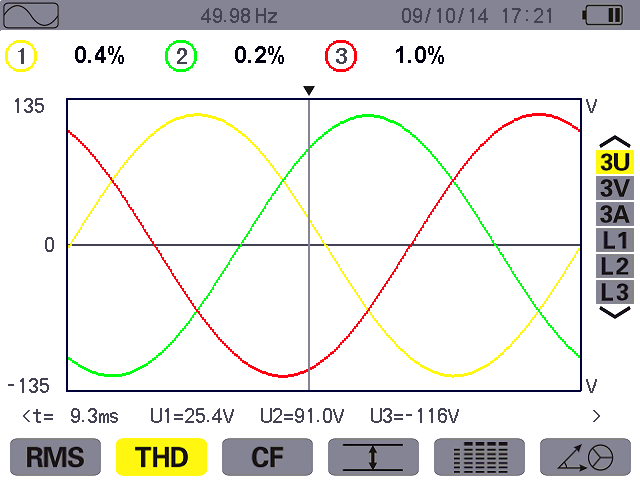 49.98 Hz 09/10/14 17:21
1 0.4% 2 0.2% 3 1.0%
135 V
3U
3V
3A
0 L1
L2
L3
-135 V
<t= 9.3ms U1=25.4V U2=91.0V U3=-116V >
RMS THD CF